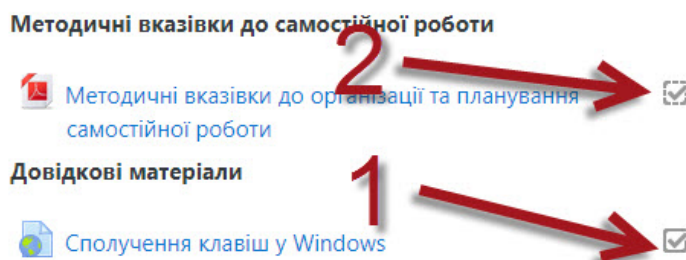 Методичні вказівки до самостійної роботи
2
Методичні вказівки до організації та планування
самостійної роботи
Довідкові матеріали
1
Сполучення клавіш у Windows